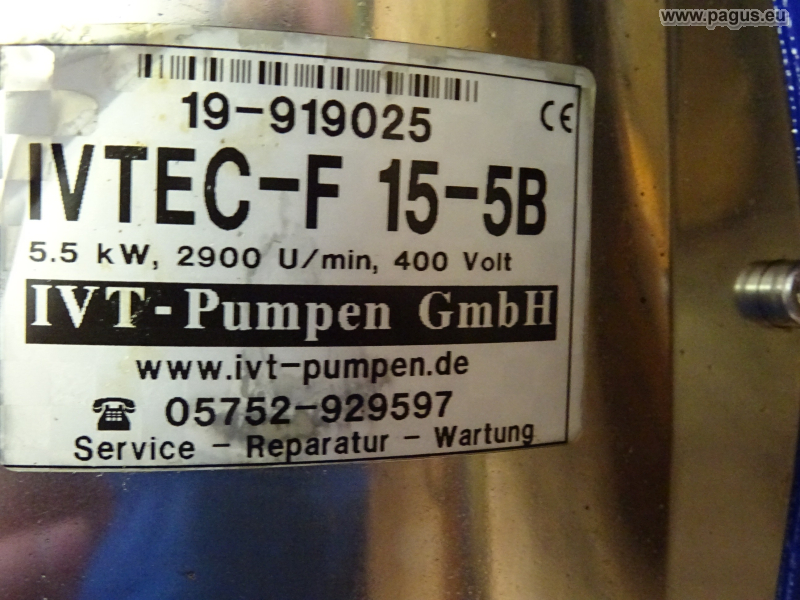 www.pagus.eu
19-919025
CE
IVTEC-F 15-5B
5.5 kW, 2900 U/min, 400 Volt
IVT-Pumpen GmbH
www.ivt-pumpen.de
☎ 05752-929597
Service - Reparatur - Wartung